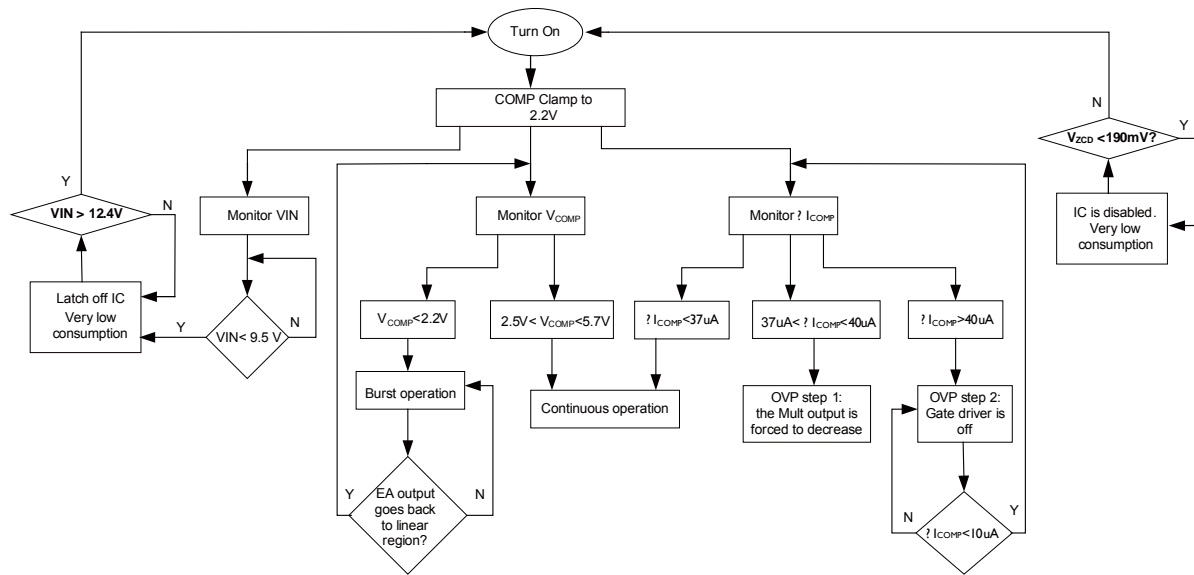 Turn On
COMP Clamp to
2.2V
N
VZCD <190mV?
Y
Y
VIN > 12.4V
N
Monitor VIN
Monitor VCOMP
Monitor ? ICOMP
IC is disabled.
Very low
consumption
Latch off IC
Very low
consumption
Y
VIN< 9.5 V
N
VCOMP<2.2V
2.5V< VCOMP<5.7V
? ICOMP<37uA
37uA< ? ICOMP<40uA
? ICOMP>40uA
Burst operation
Continuous operation
OVP step 1:
the Mult output is
forced to decrease
OVP step 2:
Gate driver is
off
Y
EA output
goes back
to linear
region?
N
N
? ICOMP<10uA
Y